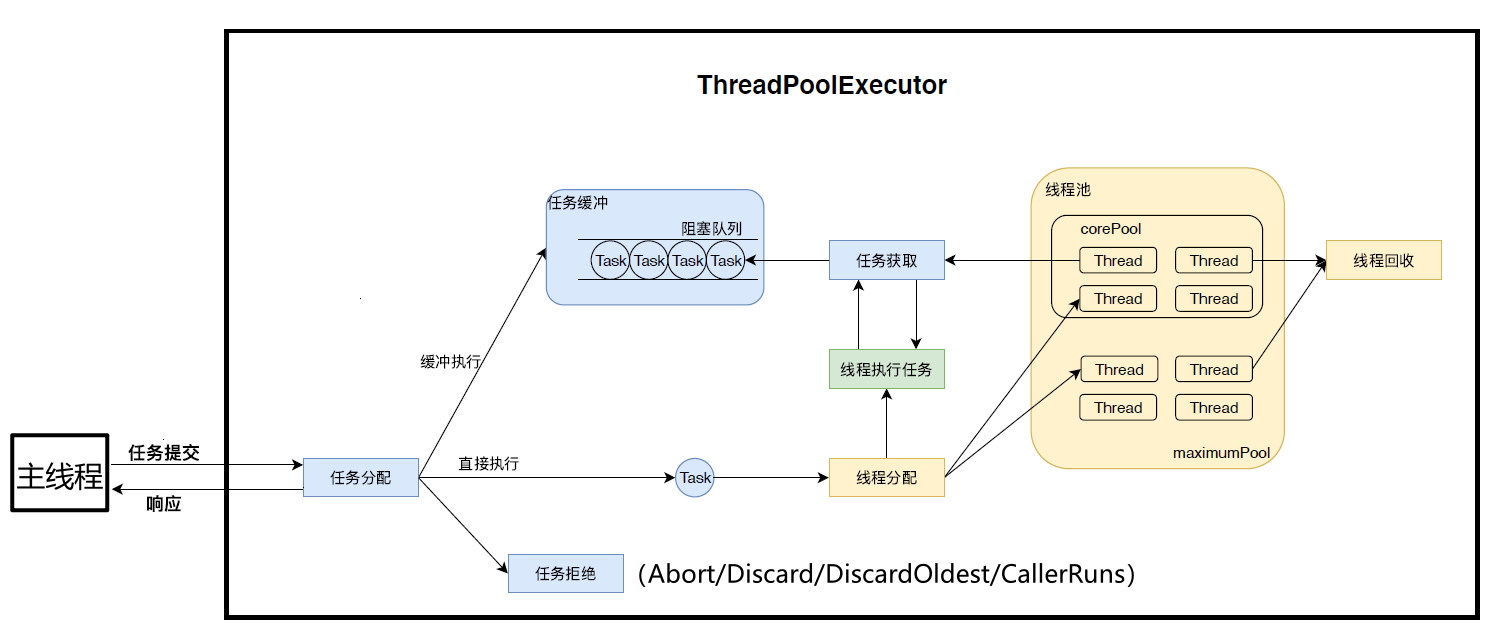 ThreadPoolExecutor
任务缓冲
阻塞队列
Task Task Task Task
任务获取
线程池
corePool
Thread Thread
Thread Thread
Thread Thread
Thread Thread
maximumPool
线程回收
缓冲执行
线程执行任务
主线程
任务提交
响应
任务分配
直接执行
Task
线程分配
任务拒绝
（Abort/Discard/DiscardOldest/CallerRuns）